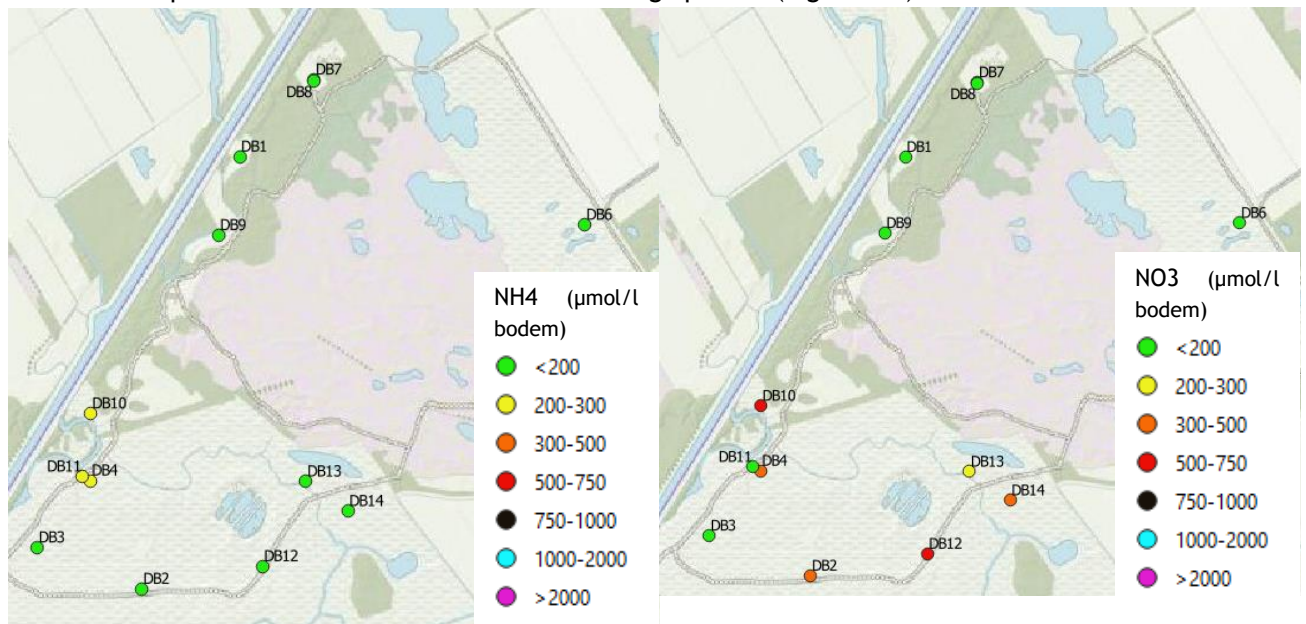 DB7
DB8
DB1
DB9
DB6
DB10
DB11
DB4
DB13
DB14
DB3
DB12
DB2
NH4 (µmol/l
bodem)
<200
200-300
300-500
500-750
750-1000
1000-2000
>2000
DB7
DB8
DB1
DB9
DB6
DB10
DB11
DB4
DB13
DB14
DB3
DB12
DB2
NO3 (µmol/l
bodem)
<200
200-300
300-500
500-750
750-1000
1000-2000
>2000